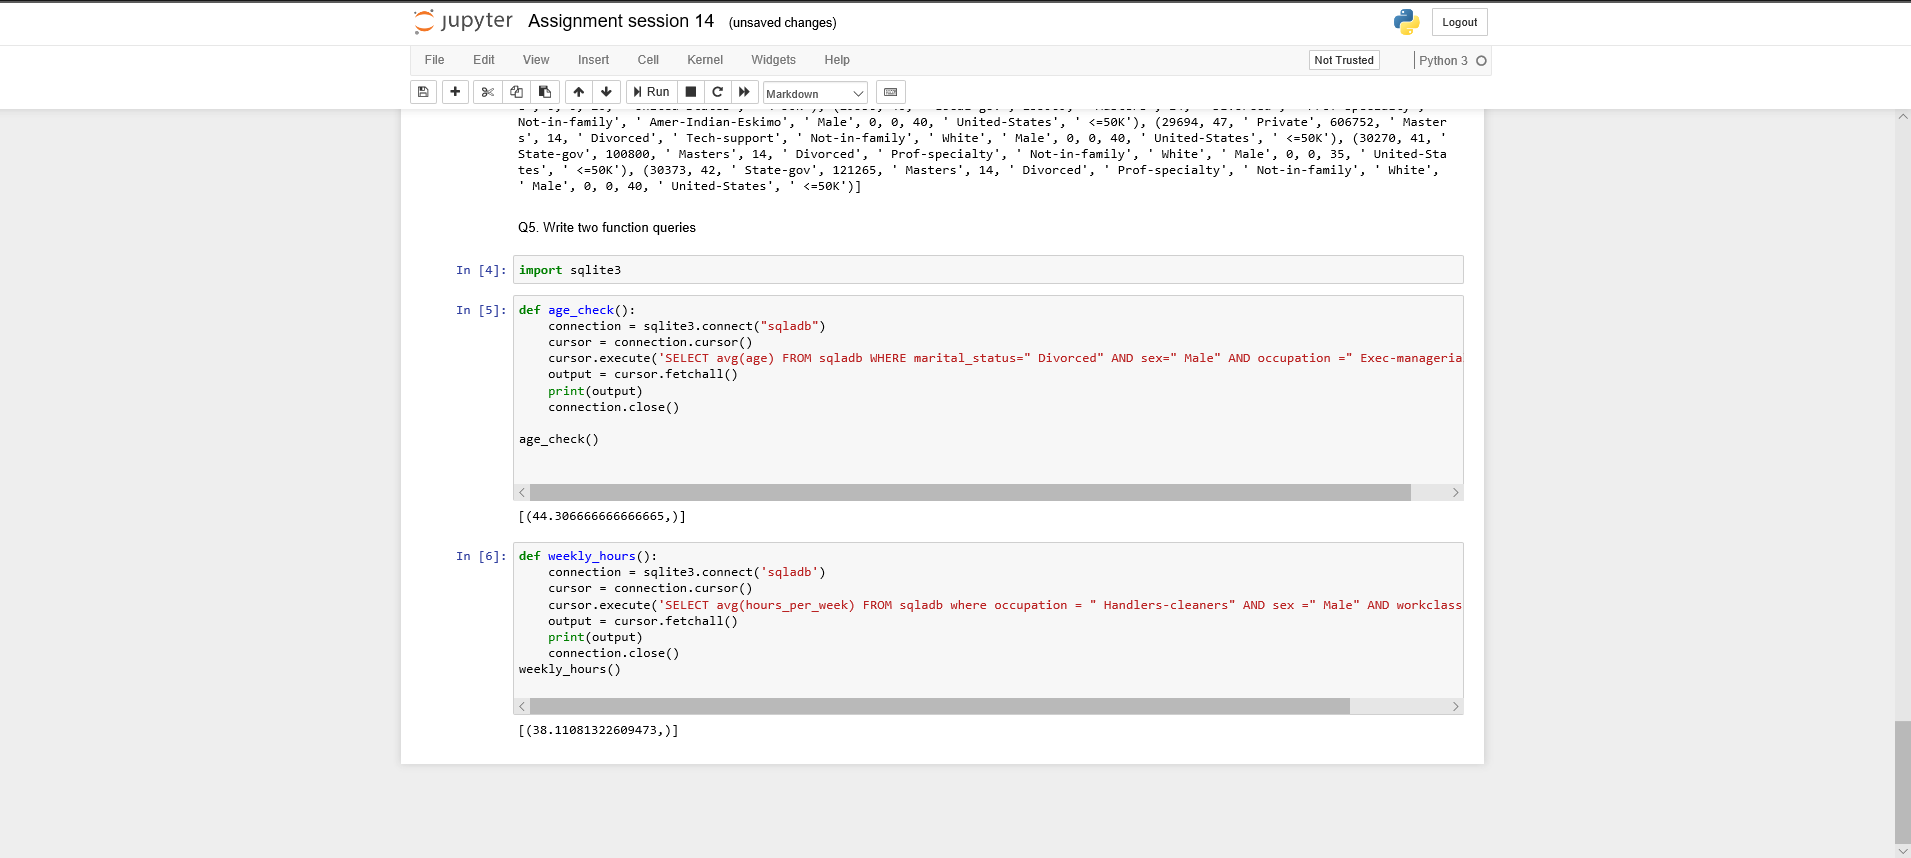 jupyter Assignment session 14 (unsaved changes) Logout
File Edit View Insert Cell Kernel Widgets Help Not Trusted Python 3
Run Markdown
Not-in-family', ' Amer-Indian-Eskimo', ' Male', 0, 0, 40, ' United-States', ' <=50K'), (29694, 47, ' Private', 606752, ' Master
s', 14, ' Divorced', ' Tech-support', ' Not-in-family', ' White', ' Male', 0, 0, 40, ' United-States', ' <=50K'), (30270, 41, '
State-gov', 100800, ' Masters', 14, ' Divorced', ' Prof-specialty', ' Not-in-family', ' White', ' Male', 0, 0, 35, ' United-Sta
tes', ' <=50K'), (30373, 42, ' State-gov', 121265, ' Masters', 14, ' Divorced', ' Prof-specialty', ' Not-in-family', ' White',
' Male', 0, 0, 40, ' United-States', ' <=50K')]
Q5. Write two function queries
In [4]: import sqlite3
In [5]: def age_check():
connection = sqlite3.connect("sqladb")
cursor = connection.cursor()
cursor.execute('SELECT avg(age) FROM sqladb WHERE marital_status=" Divorced" AND sex=" Male" AND occupation =" Exec-manageria
output = cursor.fetchall()
print(output)
connection.close()
age_check()
[(44.306666666666665,)]
In [6]: def weekly_hours():
connection = sqlite3.connect('sqladb')
cursor = connection.cursor()
cursor.execute('SELECT avg(hours_per_week) FROM sqladb where occupation = " Handlers-cleaners" AND sex =" Male" AND workclass
output = cursor.fetchall()
print(output)
connection.close()
weekly_hours()
[(38.11081322609473,)]